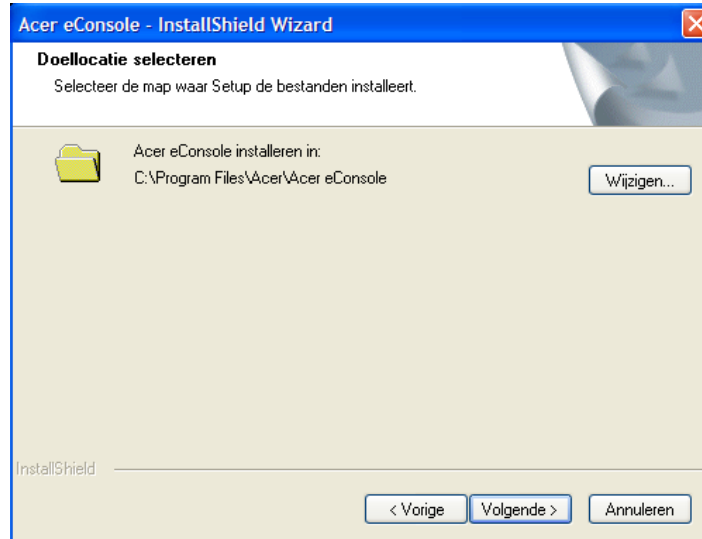 Acer eConsole - InstallShield Wizard
Doellocatie selecteren
Selecteer de map waar Setup de bestanden installeert.
Acer eConsole installeren in:
C:\Program Files\Acer\Acer eConsole
Wijzigen...
InstallShield
< Vorige
Volgende >
Annuleren